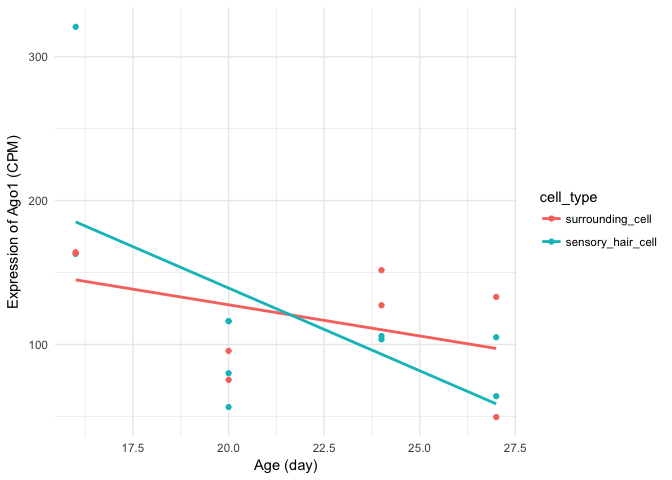 300
200
100
Expression of Ago1 (CPM)
17.5 20.0 22.5 25.0 27.5
Age (day)
cell_type
surrounding_cell
sensory_hair_cell